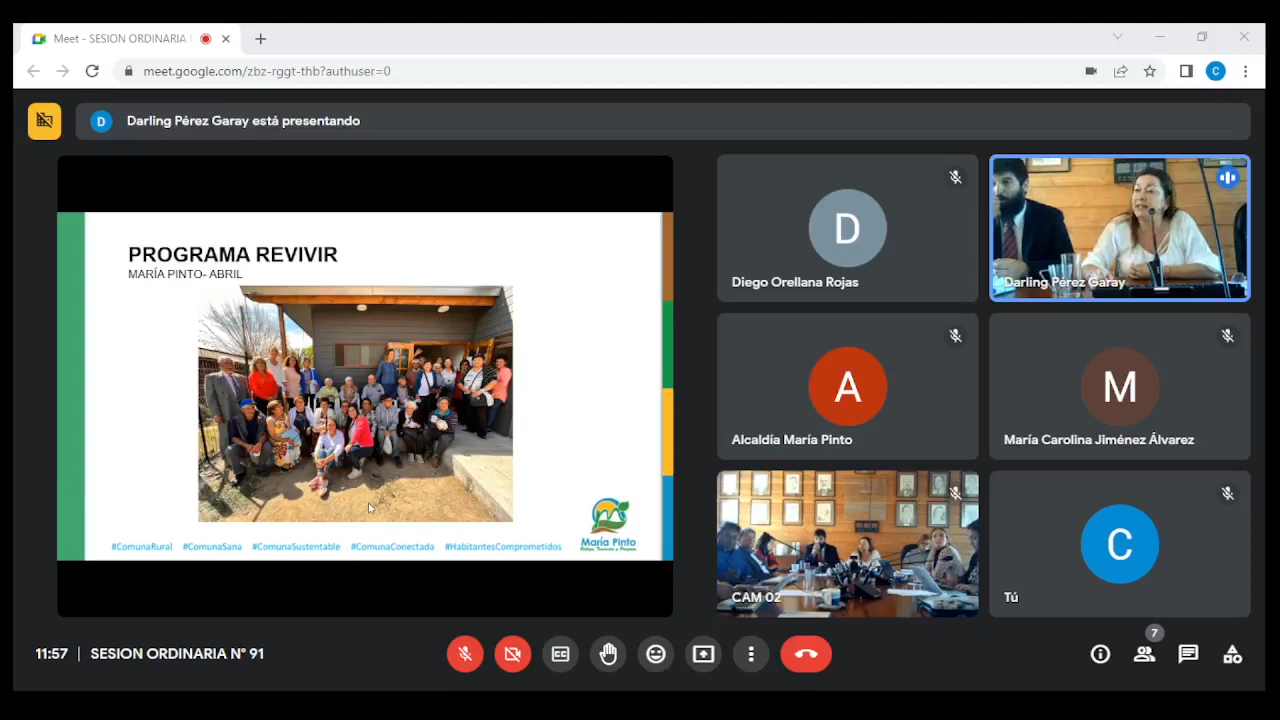 Meet - SESION ORDINARIA
meet.google.com/zbz-rggt-thb?authuser=0
C
D
Darling Pérez Garay está presentando
PROGRAMA REVIVIR
MARÍA PINTO- ABRIL
#ComunaRural #ComunaSana #ComunaSustentable #ComunaConectada #HabitantesComprometidos
María Pinto
D
Diego Orellana Rojas
Darling Pérez Garay
A
Alcaldía María Pinto
M
María Carolina Jiménez Álvarez
CAM 02
C
Tú
11:57 | SESION ORDINARIA N° 91
7